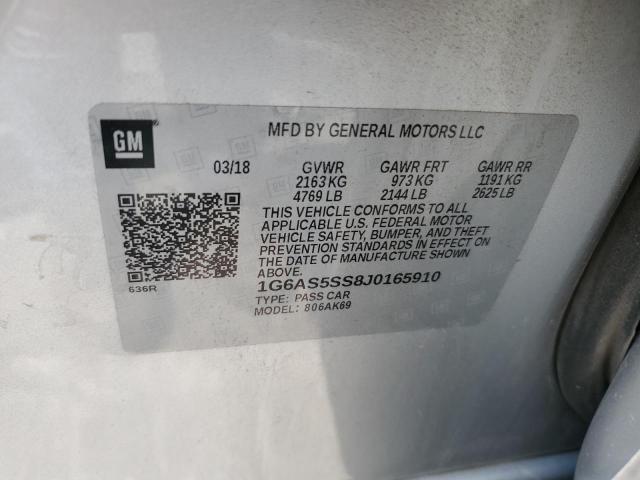 GM
MFD BY GENERAL MOTORS LLC
03/18 GVWR GAWR FRT GAWR RR
2163 KG 973 KG 1191 KG
4769 LB 2144 LB 2625 LB
THIS VEHICLE CONFORMS TO ALL
APPLICABLE U.S. FEDERAL MOTOR
VEHICLE SAFETY, BUMPER, AND THEFT
PREVENTION STANDARDS IN EFFECT ON
THE DATE OF MANUFACTURE SHOWN
ABOVE.
1G6AS5SS8J0165910
636R
TYPE: PASS CAR
MODEL: 806AK69